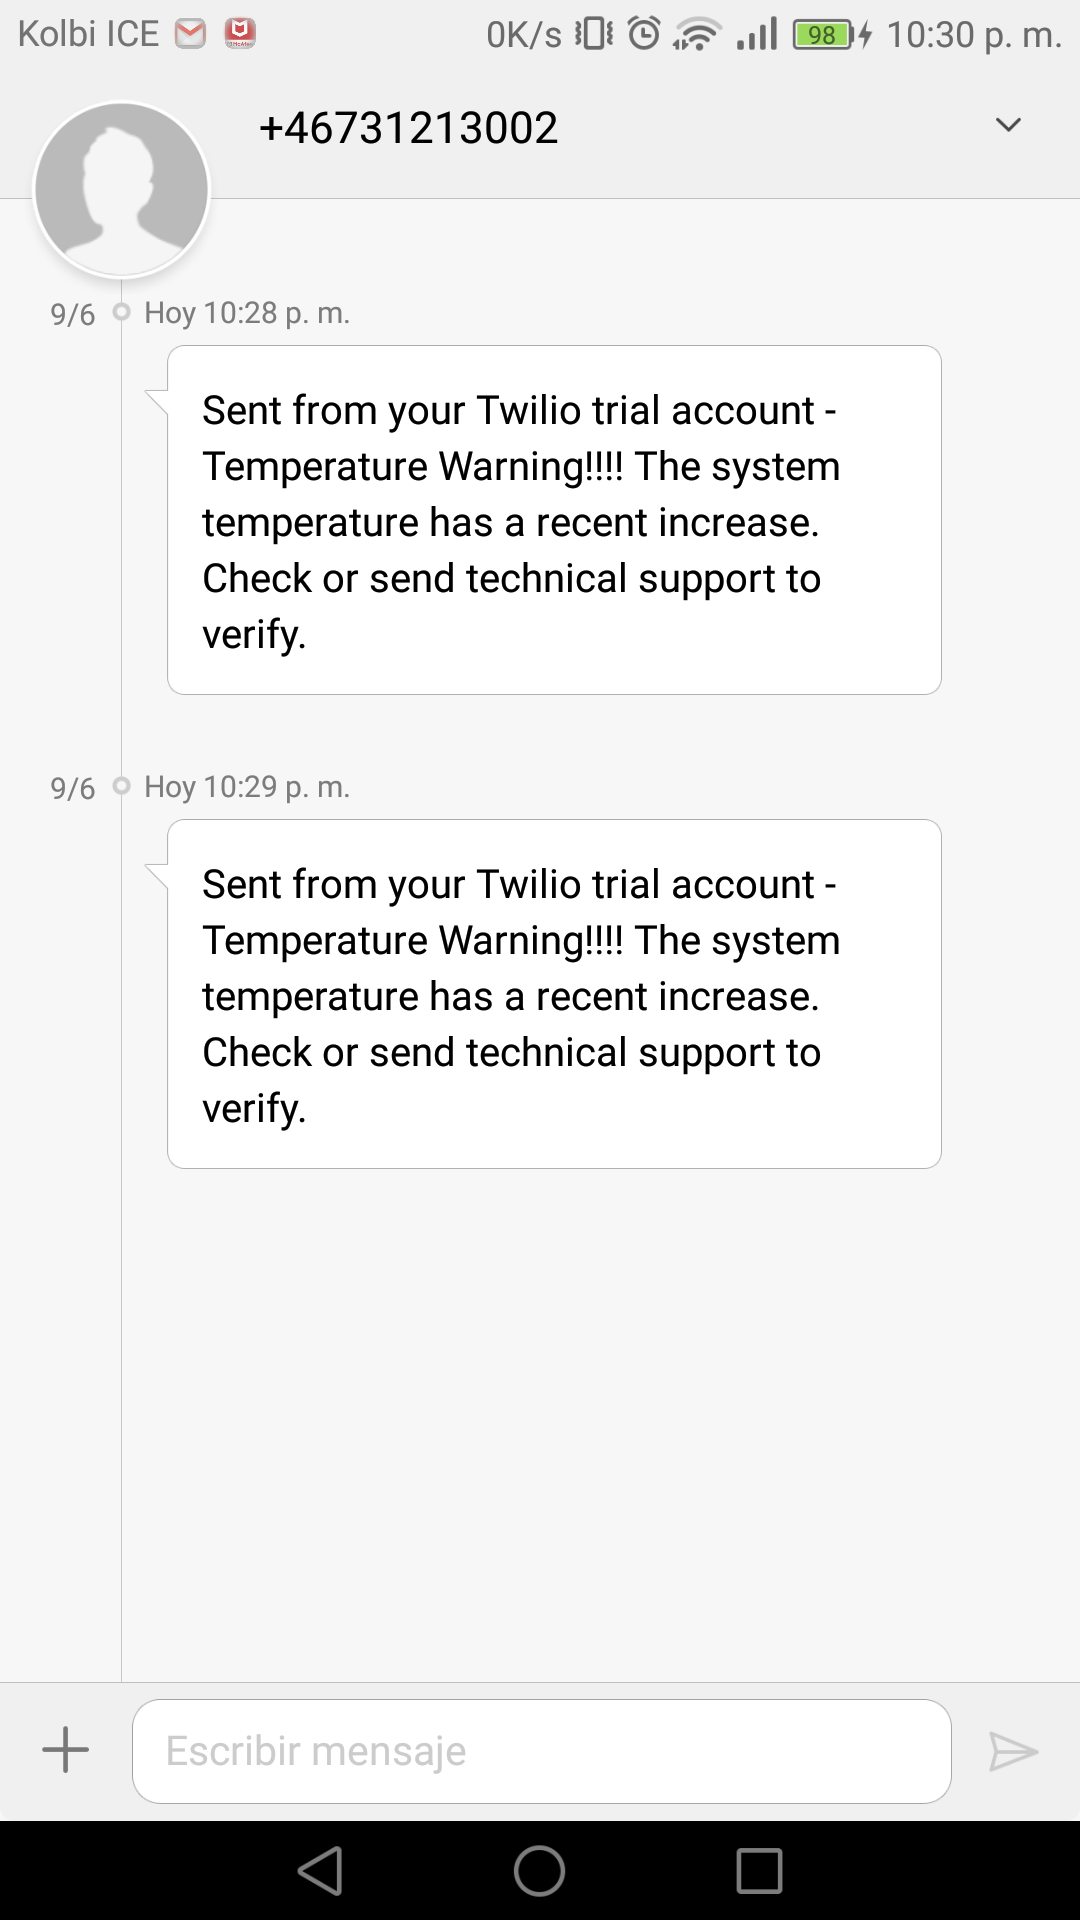 Kolbi ICE 0K/s 98 10:30 p. m.
+46731213002
9/6 Hoy 10:28 p. m.
Sent from your Twilio trial account -
Temperature Warning!!!! The system
temperature has a recent increase.
Check or send technical support to
verify.
9/6 Hoy 10:29 p. m.
Sent from your Twilio trial account -
Temperature Warning!!!! The system
temperature has a recent increase.
Check or send technical support to
verify.
Escribir mensaje